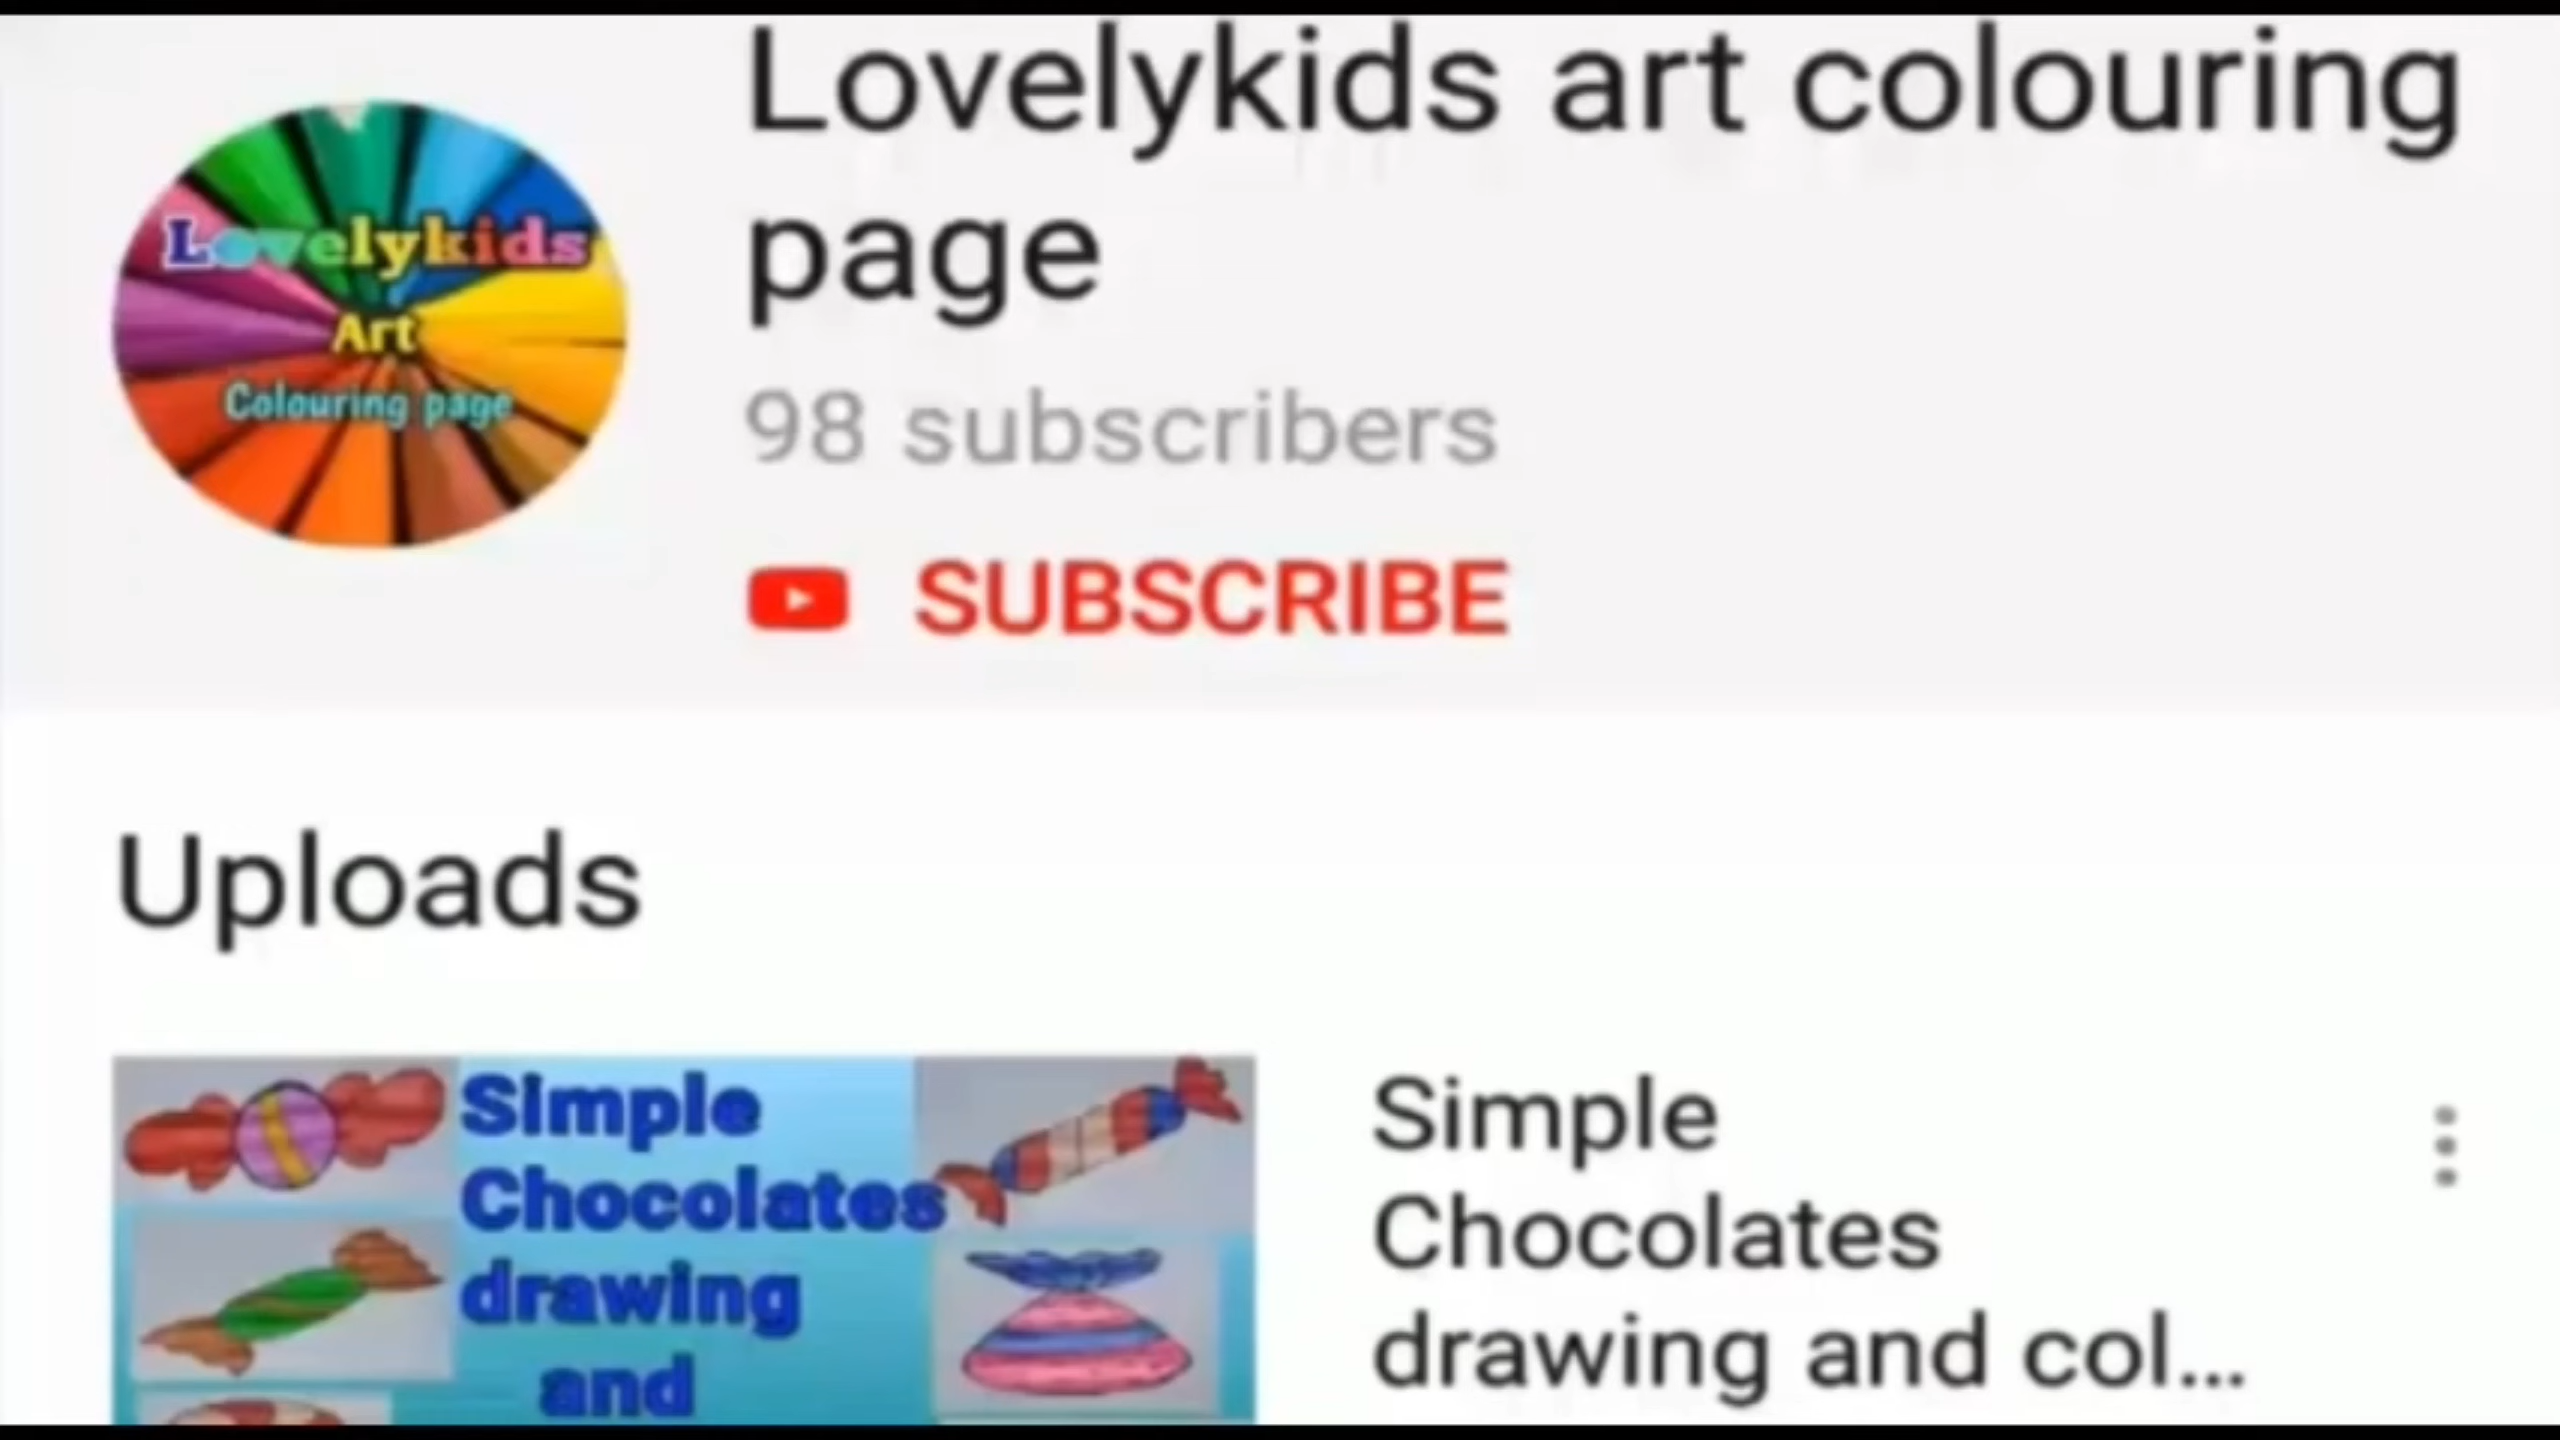 Lovelykids art colouring
page
98 subscribers
SUBSCRIBE
Lovelykids
Art
Colouring page
Uploads
Simple
Chocolates
drawing
and
Simple
Chocolates
drawing and col...